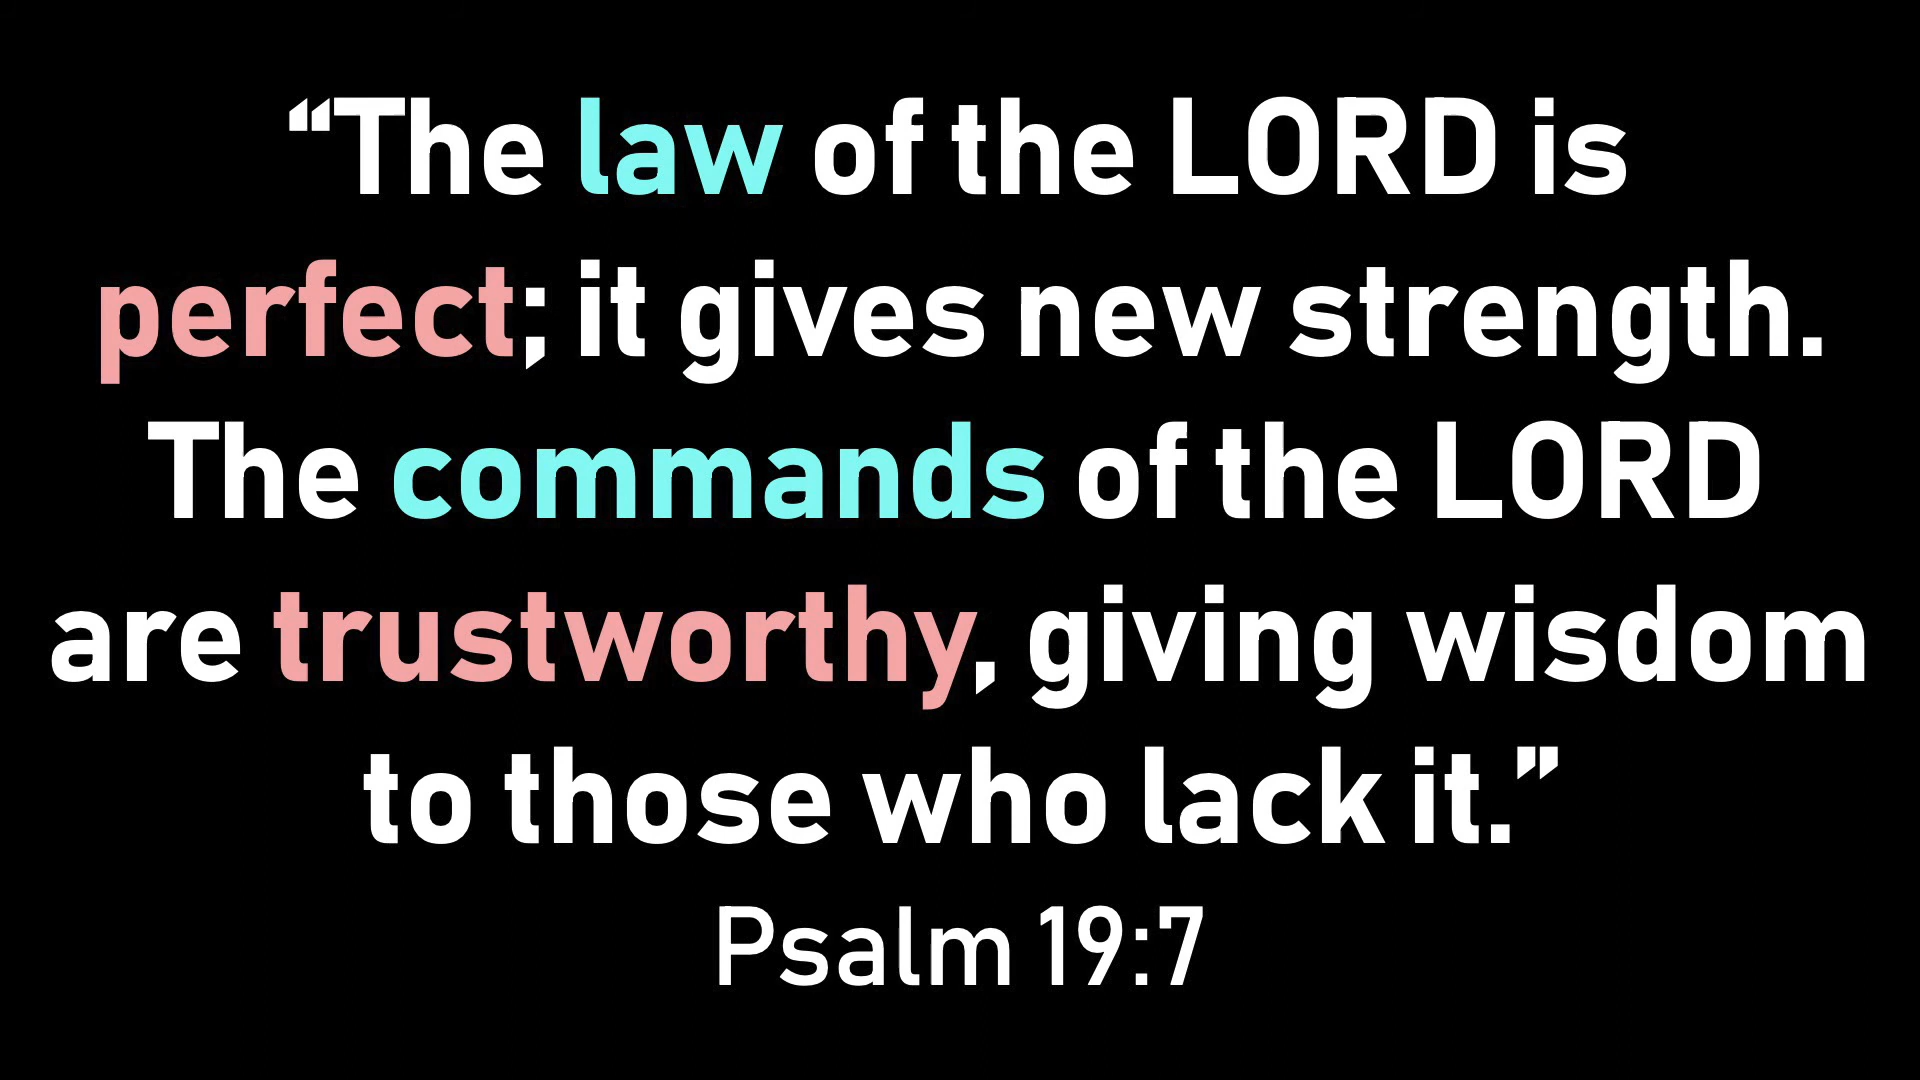 “The law of the LORD is
perfect; it gives new strength.
The commands of the LORD
are trustworthy, giving wisdom
to those who lack it.”
Psalm 19:7